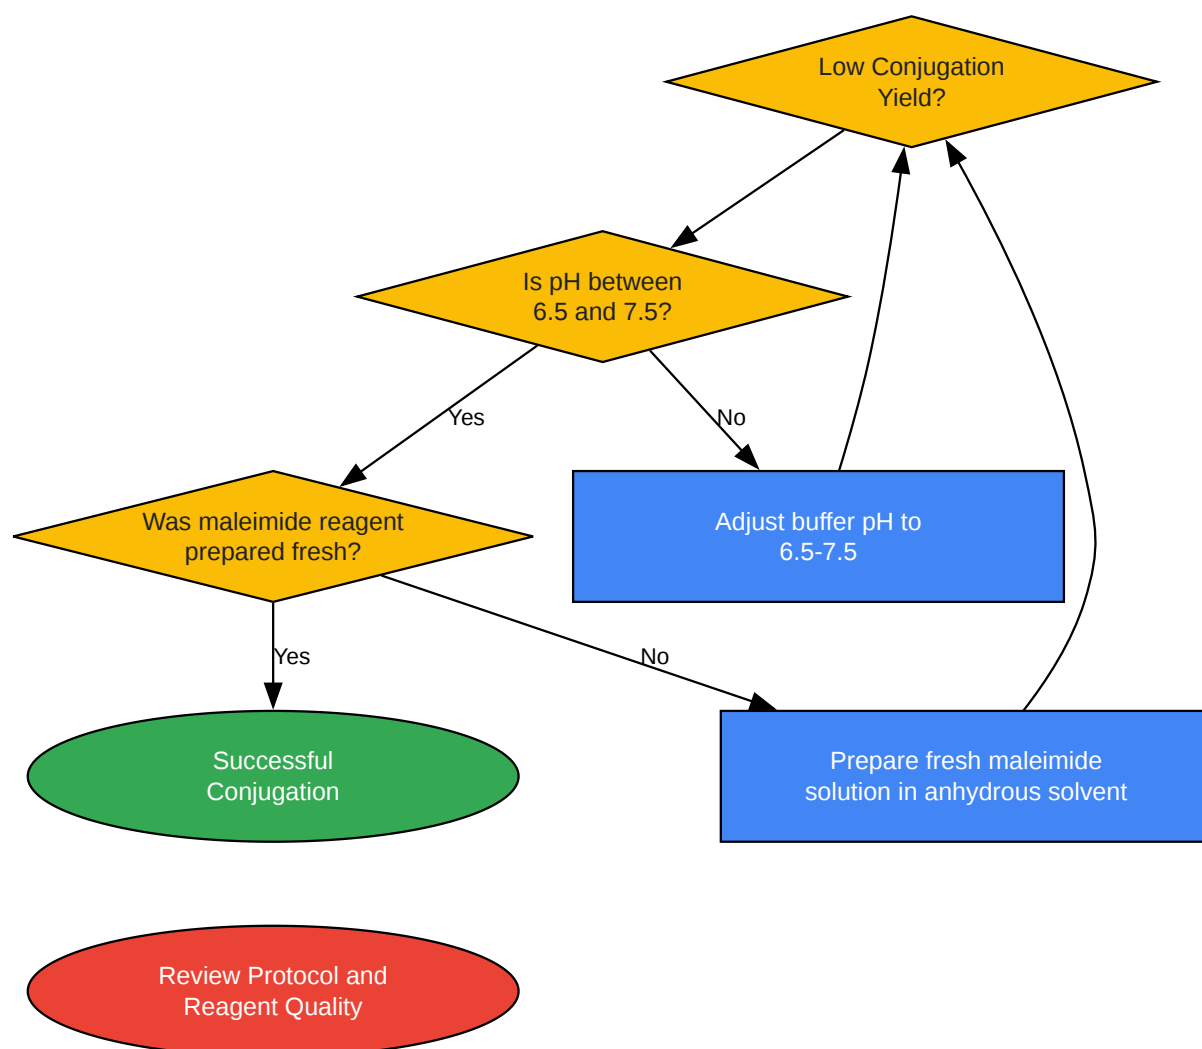 Low Conjugation
Yield?
Is pH between
6.5 and 7.5?
Yes
No
Was maleimide reagent
prepared fresh?
Adjust buffer pH to
6.5-7.5
Yes
No
Successful
Conjugation
Prepare fresh maleimide
solution in anhydrous solvent
Review Protocol and
Reagent Quality